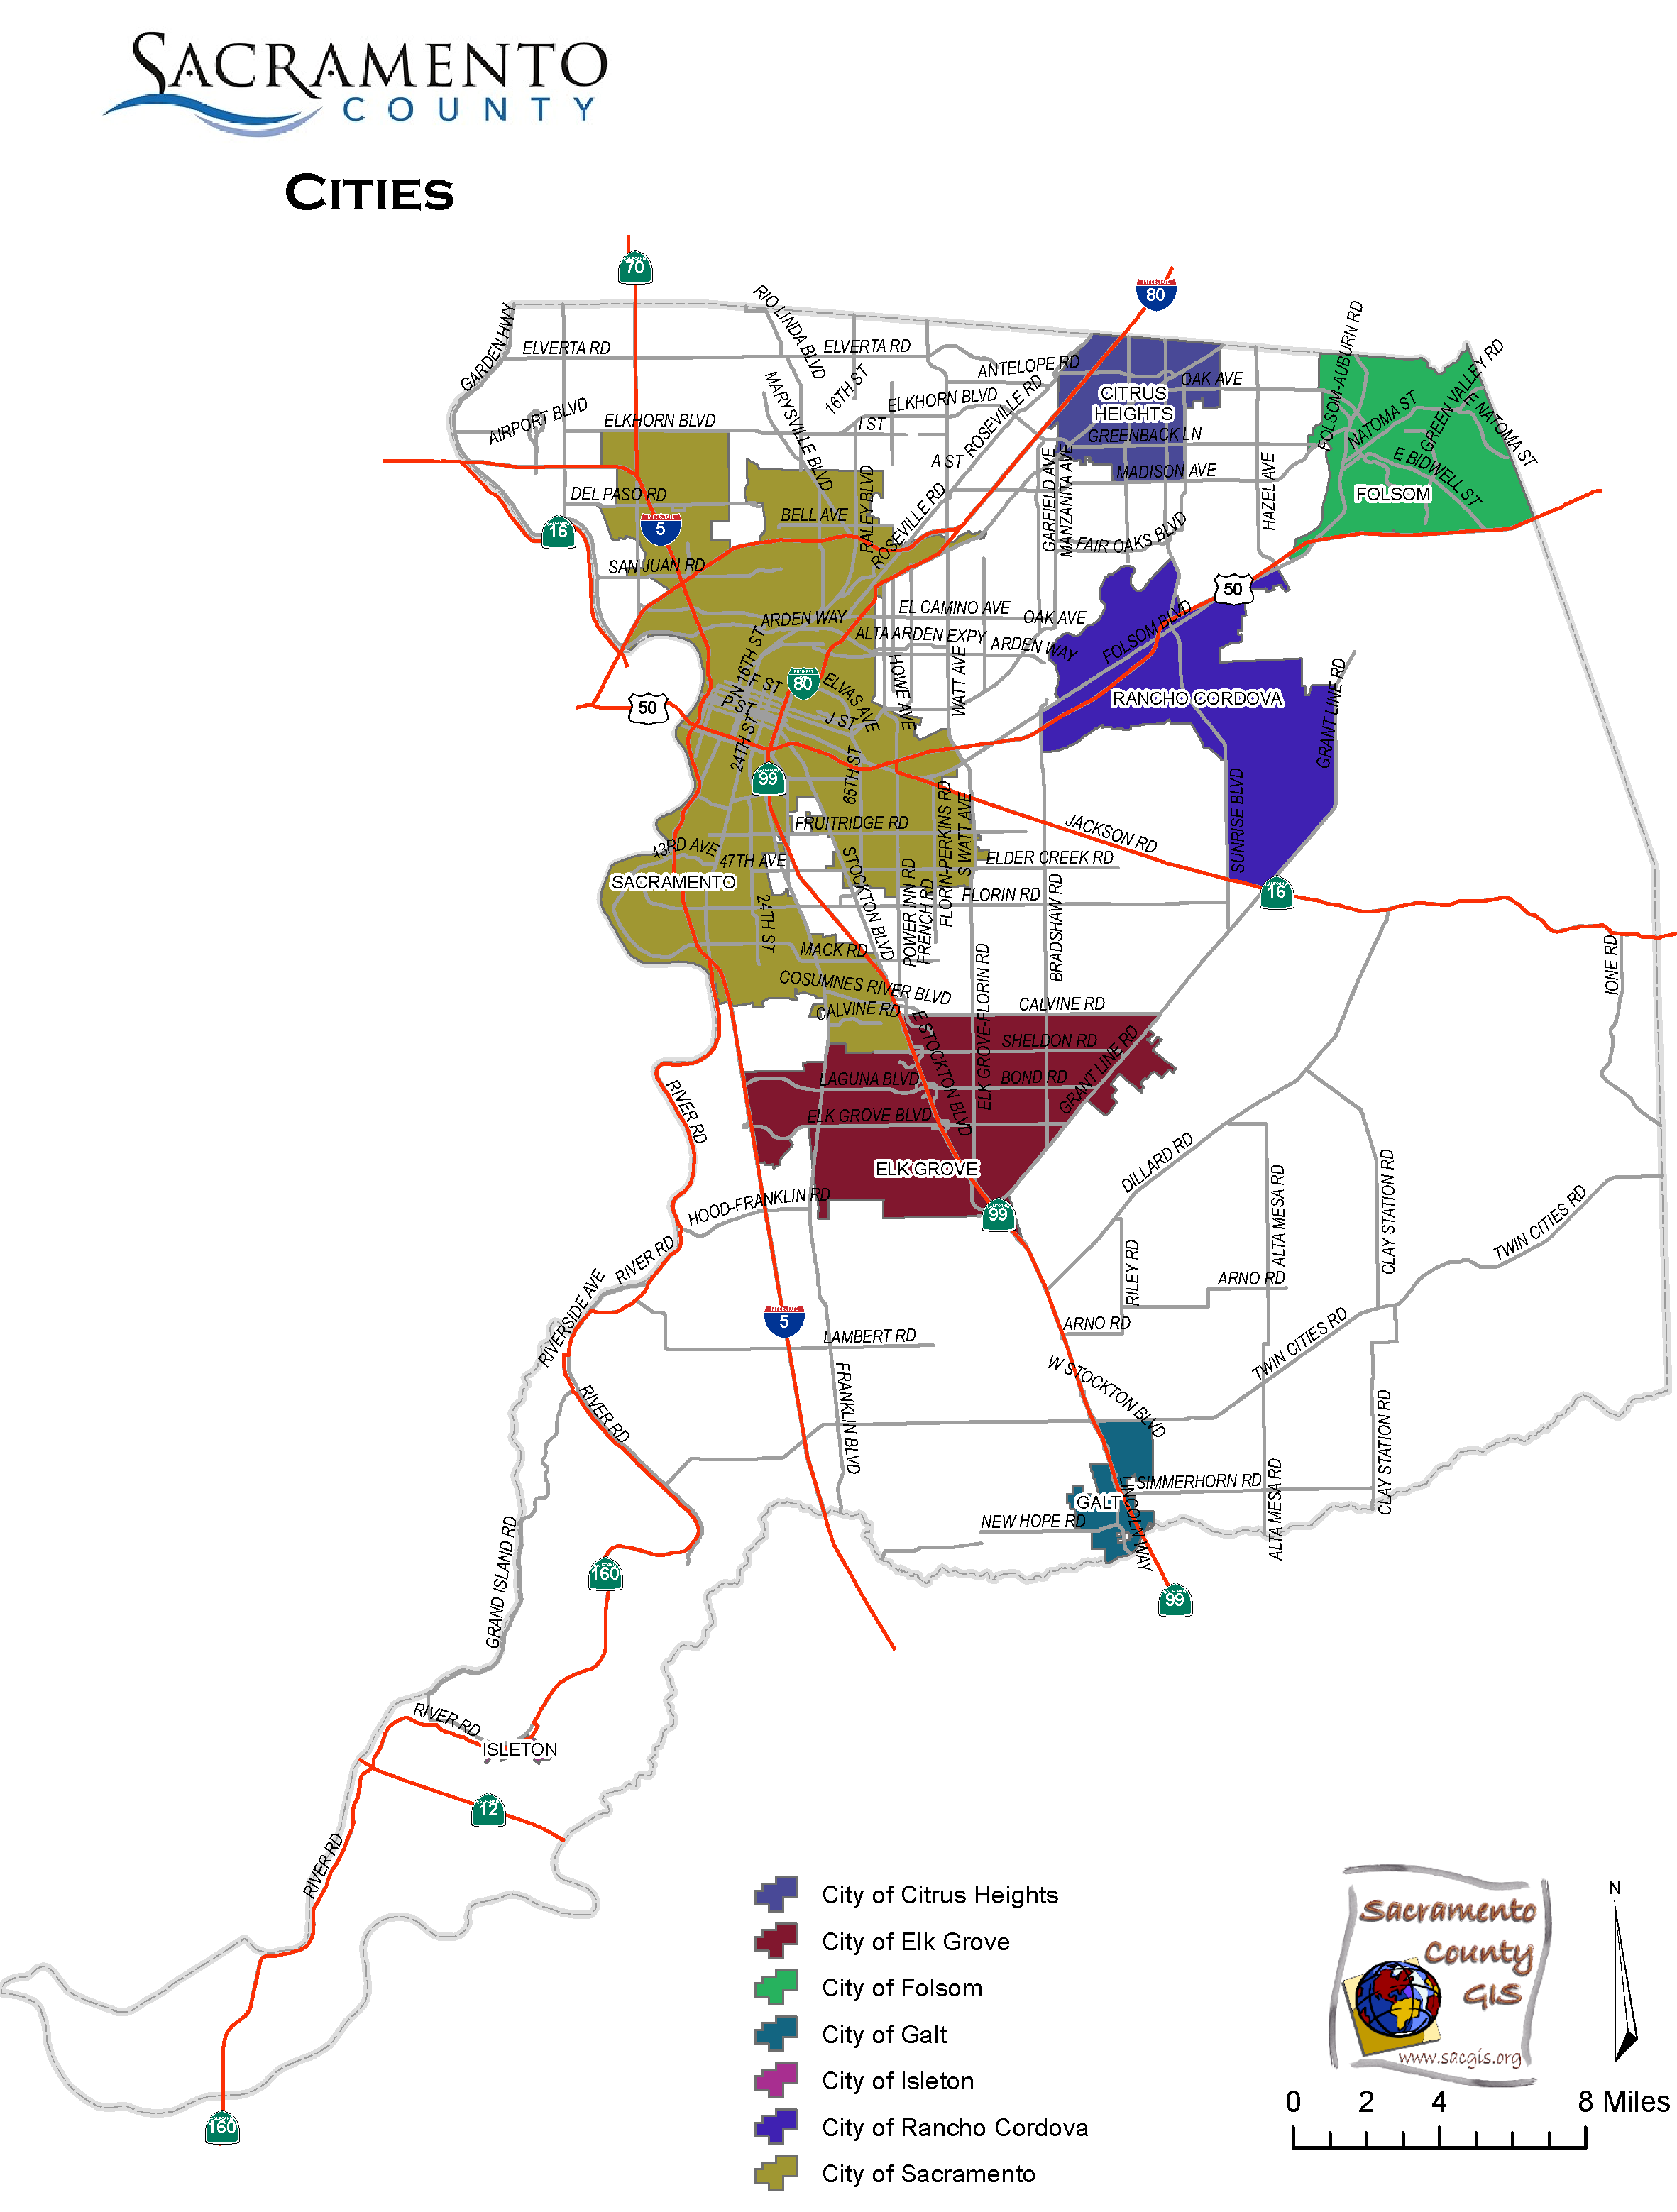 SACRAMENTO
COUNTY
CITIES
70
80
GARDEN HWY
RIO LINDA BLVD
ELVERTA RD
ELVERTA RD
16TH ST
MARYSVILLE BLVD
ANTELOPE RD
FOLSOM-AUBURN RD
GREEN VALLEY RD
OAK AVE
CITRUS
HEIGHTS
AIRPORT BLVD
ELKHORN BLVD
ELKHORN BLVD
I ST
A ST
ROSEVILLE RD
GREENBACK LN
NATOMA ST
E NATOMA ST
MADISON AVE
E BIDWELL ST
FOLSOM
DEL PASO RD
BELL AVE
RALEY BLVD
ROSEVILLE RD
GARFIELD AVE
MANZANITA AVE
HAZEL AVE
16
5
FAIR OAKS BLVD
SAN JUAN RD
50
EL CAMINO AVE
OAK AVE
ARDEN WAY
ALTA ARDEN EXPY
ARDEN WAY
FOLSOM BLVD
N 16TH ST
F ST
80
ELVAS AVE
HOWE AVE
WATT AVE
P ST
J ST
50
RANCHO CORDOVA
GRANT LINE RD
24TH ST
99
65TH ST
FRUITRIDGE RD
FLORIN-PERKINS RD
S WATT AVE
JACKSON RD
SUNRISE BLVD
43RD AVE
47TH AVE
STOCKTON BLVD
ELDER CREEK RD
SACRAMENTO
POWER INN RD
FRENCH RD
FLORIN RD
BRADSHAW RD
16
24TH ST
MACK RD
IONE RD
COSUMNES RIVER BLVD
ELK GROVE-FLORIN RD
CALVINE RD
CALVINE RD
E STOCKTON BLVD
SHELDON RD
GRANT LINE RD
LAGUNA BLVD
BOND RD
RIVER RD
ELK GROVE BLVD
ELK GROVE
DILLARD RD
HOOD-FRANKLIN RD
99
ALTA MESA RD
CLAY STATION RD
TWIN CITIES RD
RIVER RD
RIVERSIDE AVE
RILEY RD
ARNO RD
5
ARNO RD
LAMBERT RD
TWIN CITIES RD
FRANKLIN BLVD
W STOCKTON BLVD
RIVER RD
CLAY STATION RD
SIMMERHORN RD
ALTA MESA RD
GALT
LINCOLN WAY
NEW HOPE RD
GRAND ISLAND RD
160
99
RIVER RD
ISLETON
12
RIVER RD
160
City of Citrus Heights
City of Elk Grove
City of Folsom
City of Galt
City of Isleton
City of Rancho Cordova
City of Sacramento
Sacramento
County
GIS
www.sacgis.org
N
0 2 4 8 Miles